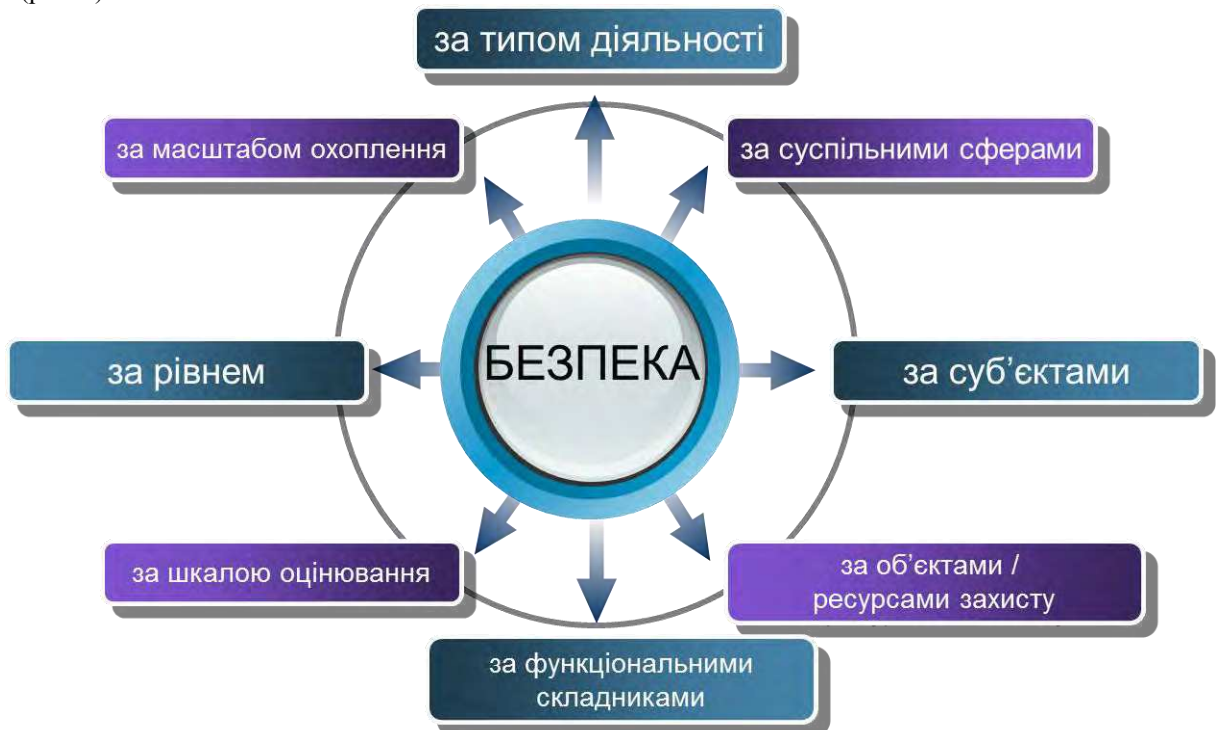 за типом діяльності
за масштабом охоплення
за суспільними сферами
БЕЗПЕКА
за рівнем
за суб’єктами
за шкалою оцінювання
за об’єктами /
ресурсами захисту
за функціональними
складниками